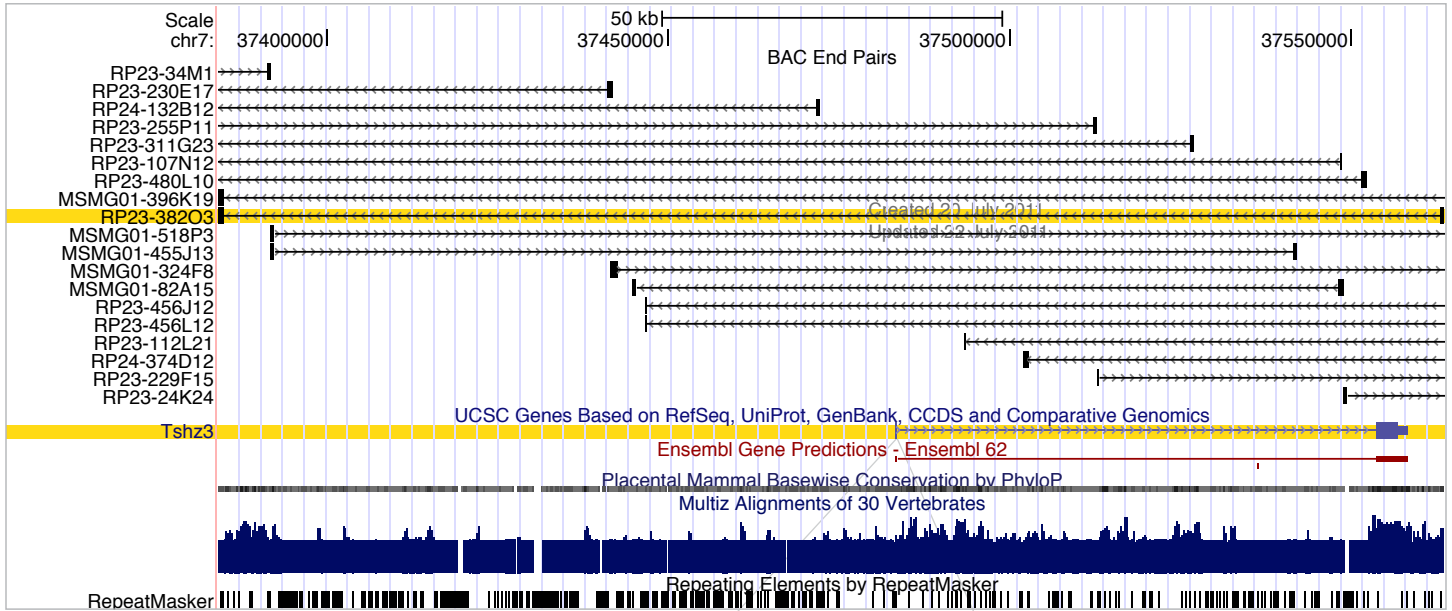 Scale 50 kb
chr7: 37400000 37450000 37500000 37550000
BAC End Pairs
RP23-34M1
RP23-230E17
RP24-132B12
RP23-255P11
RP23-311G23
RP23-107N12
RP23-480L10
MSMG01-396K19
RP23-382O3 Created 20 July 2011
MSMG01-518P3 Updated 22 July 2011
MSMG01-455J13
MSMG01-324F8
MSMG01-82A15
RP23-456J12
RP23-456L12
RP23-112L21
RP24-374D12
RP23-229F15
RP23-24K24
UCSC Genes Based on RefSeq, UniProt, GenBank, CCDS and Comparative Genomics
Tshz3
Ensembl Gene Predictions - Ensembl 62
Placental Mammal Basewise Conservation by PhyloP
Multiz Alignments of 30 Vertebrates
Repeating Elements by RepeatMasker
RepeatMasker